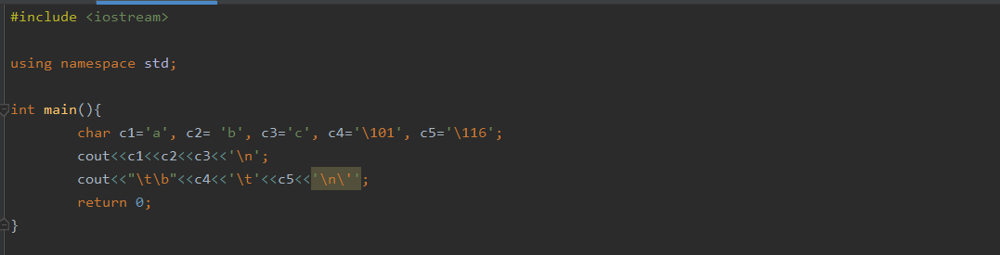 #include <iostream>
using namespace std;
int main(){
char c1='a', c2= 'b', c3='c', c4='\101', c5='\116';
cout<<c1<<c2<<c3<<'\n';
cout<<"\t\b"<<c4<<'\t'<<c5<<'\n\'';
return 0;
}